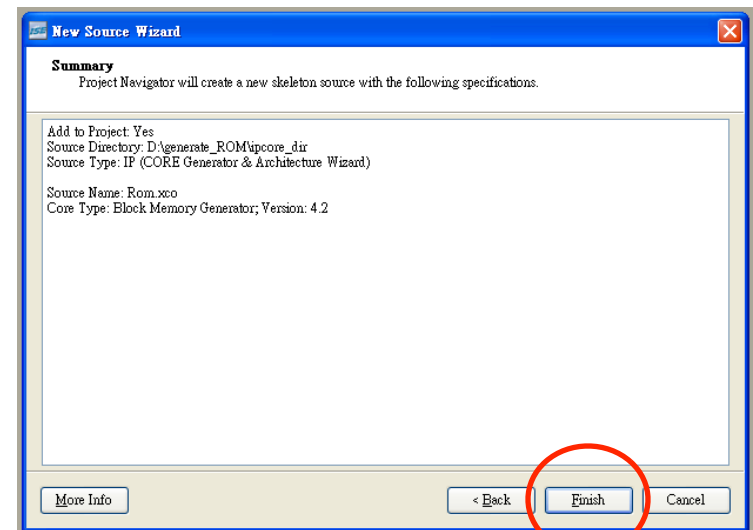 ISE New Source Wizard
Summary
Project Navigator will create a new skeleton source with the following specifications.
Add to Project: Yes
Source Directory: D:\generate_ROM\ipcore_dir
Source Type: IP (CORE Generator & Architecture Wizard)
Source Name: Rom.xco
Core Type: Block Memory Generator; Version: 4.2
More Info
< Back
Finish
Cancel